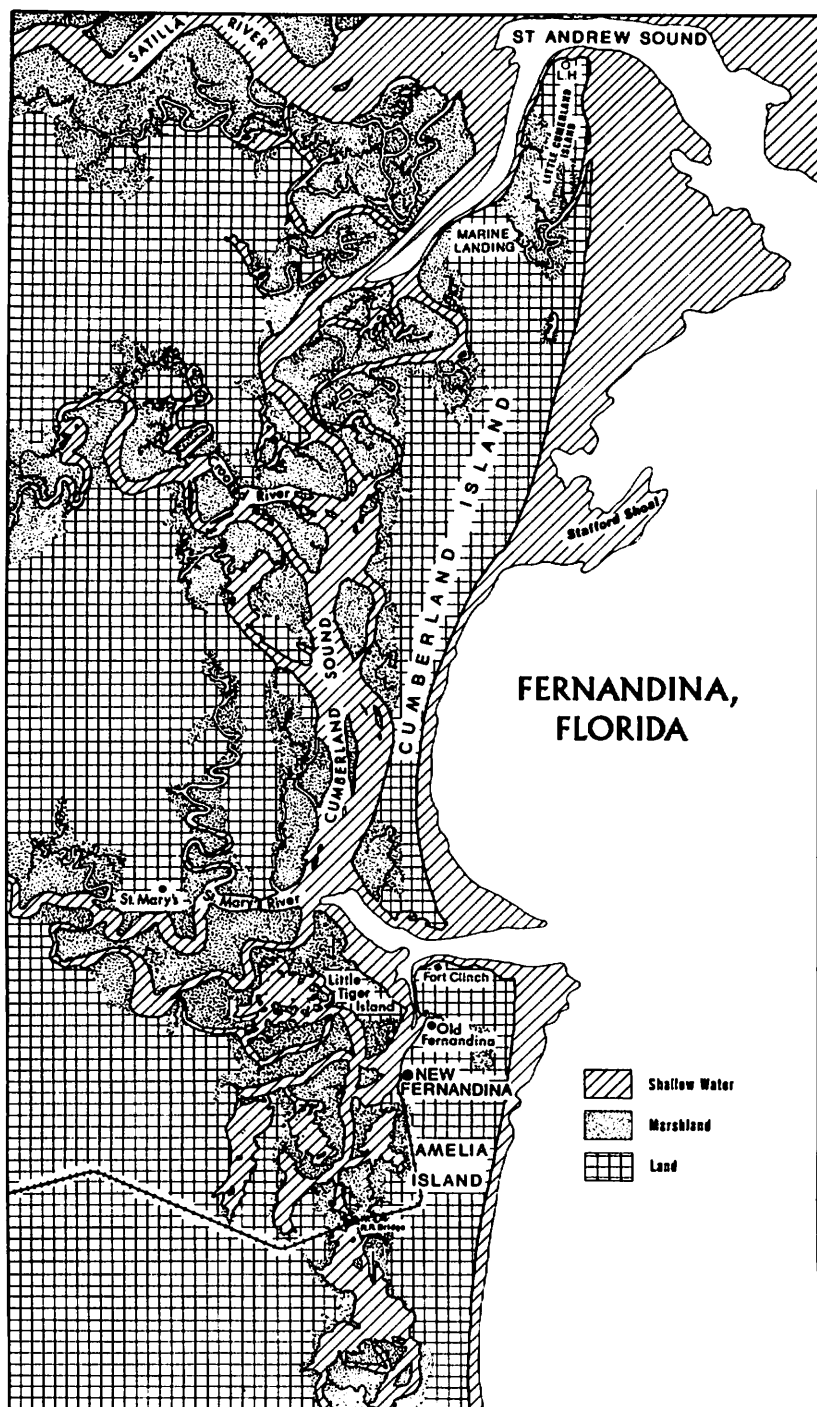 SATILLA RIVER
ST ANDREW SOUND
L.H
LITTLE CUMBERLAND
ISLAND
MARINE
LANDING
River
CUMBERLAND ISLAND
Stafford Shoal
CUMBERLAND SOUND
FERNANDINA,
FLORIDA
St. Mary's
St. Mary's River
Fort Clinch
Little
Tiger
Island
Old
Fernandina
NEW
FERNANDINA
AMELIA
ISLAND
R.R. Bridge
Shallow Water
Marshland
Land